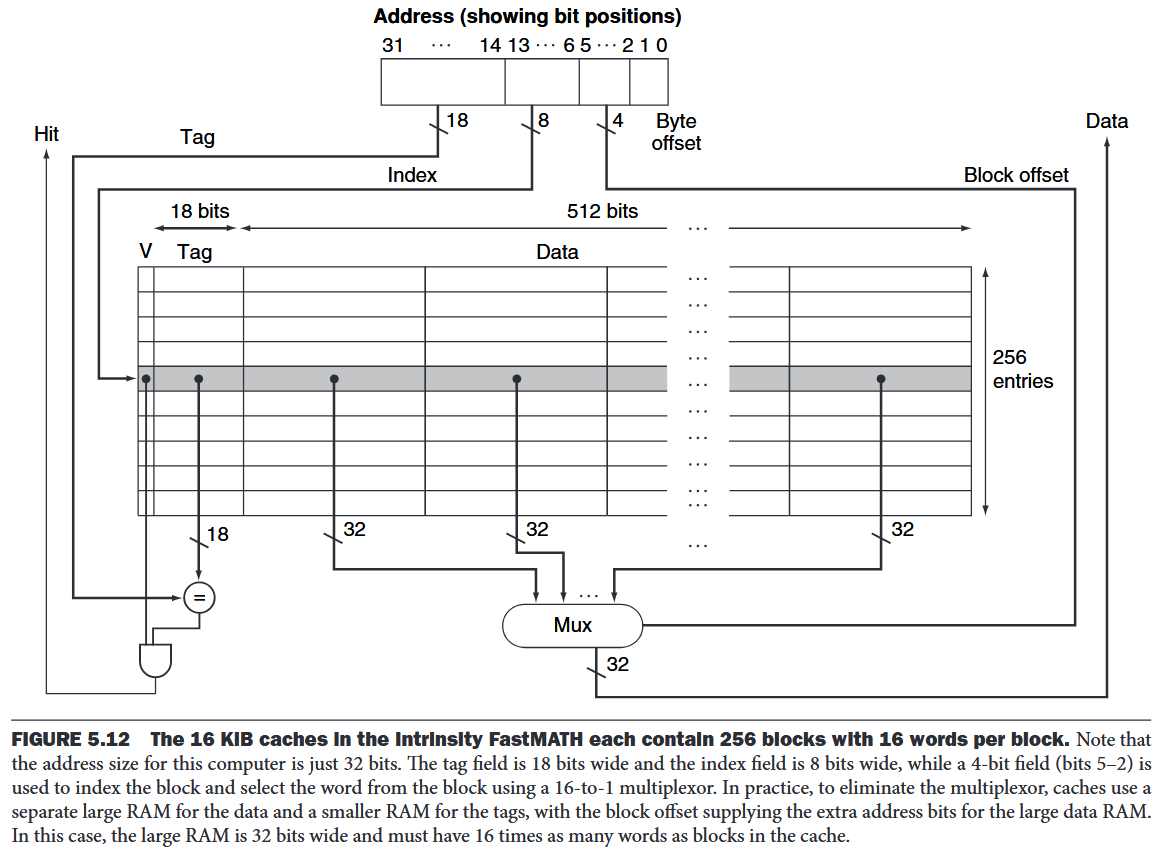 Address (showing bit positions)
31 ... 14 13 ... 6 5 ... 2 1 0
18 8 4 Byte
offset
Hit
Tag
Data
Index
Block offset
18 bits
512 bits
...
V Tag Data
...
...
...
...
...
...
...
...
...
...
256
entries
18 32 32 ... 32
=
...
Mux
32
FIGURE 5.12 The 16 KiB caches in the Intrinsity FastMATH each contain 256 blocks with 16 words per block. Note that
the address size for this computer is just 32 bits. The tag field is 18 bits wide and the index field is 8 bits wide, while a 4-bit field (bits 5–2) is
used to index the block and select the word from the block using a 16-to-1 multiplexor. In practice, to eliminate the multiplexor, caches use a
separate large RAM for the data and a smaller RAM for the tags, with the block offset supplying the extra address bits for the large data RAM.
In this case, the large RAM is 32 bits wide and must have 16 times as many words as blocks in the cache.